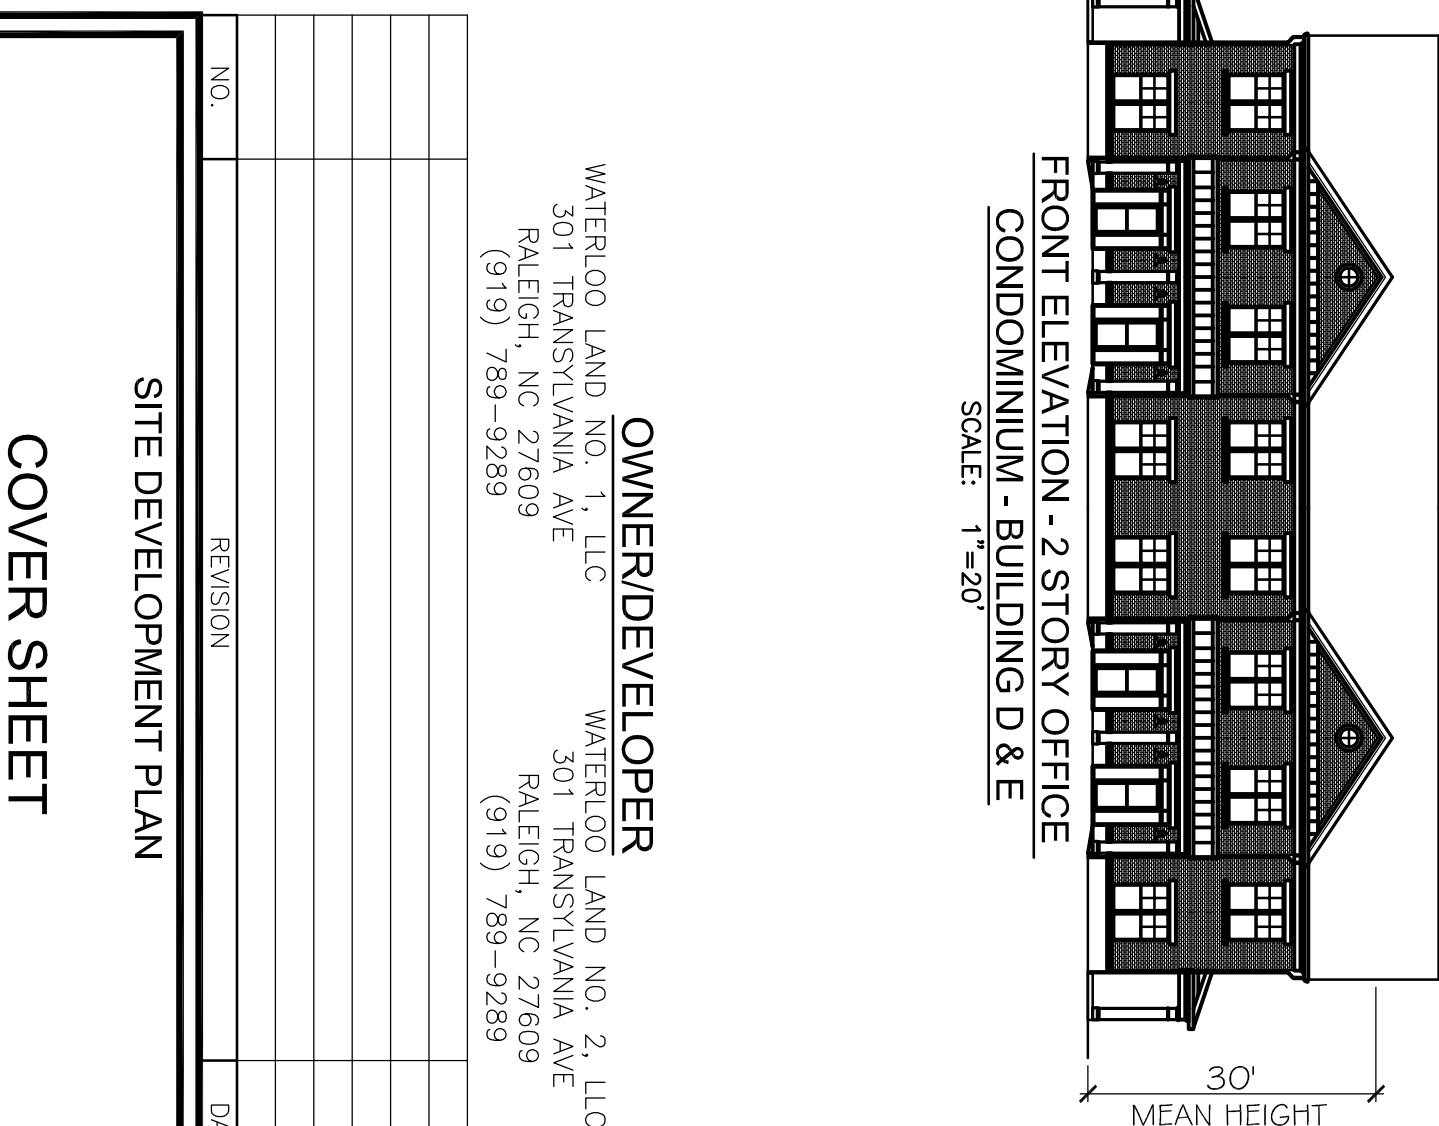 30'
MEAN HEIGHT
FRONT ELEVATION - 2 STORY OFFICE
CONDOMINIUM - BUILDING D & E
SCALE: 1"=20'
OWNER/DEVELOPER
WATERLOO LAND NO. 1, LLC
301 TRANSYLVANIA AVE
RALEIGH, NC 27609
(919) 789-9289
WATERLOO LAND NO. 2, LLC
301 TRANSYLVANIA AVE
RALEIGH, NC 27609
(919) 789-9289
NO.
REVISION
SITE DEVELOPMENT PLAN
COVER SHEET